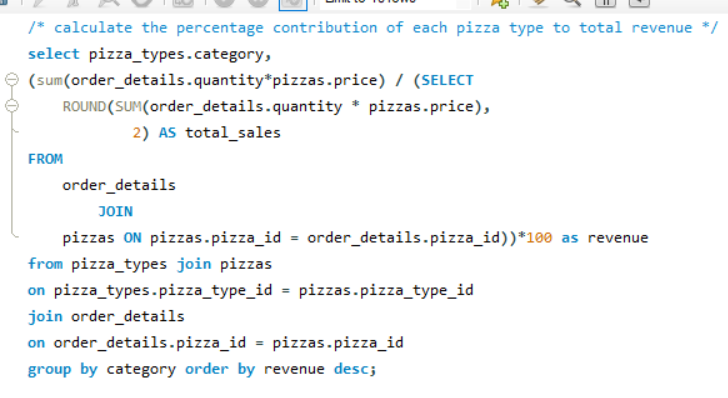 /* calculate the percentage contribution of each pizza type to total revenue */
select pizza_types.category,
(sum(order_details.quantity*pizzas.price) / (SELECT
ROUND(SUM(order_details.quantity * pizzas.price),
2) AS total_sales
FROM
order_details
JOIN
pizzas ON pizzas.pizza_id = order_details.pizza_id))*100 as revenue
from pizza_types join pizzas
on pizza_types.pizza_type_id = pizzas.pizza_type_id
join order_details
on order_details.pizza_id = pizzas.pizza_id
group by category order by revenue desc;